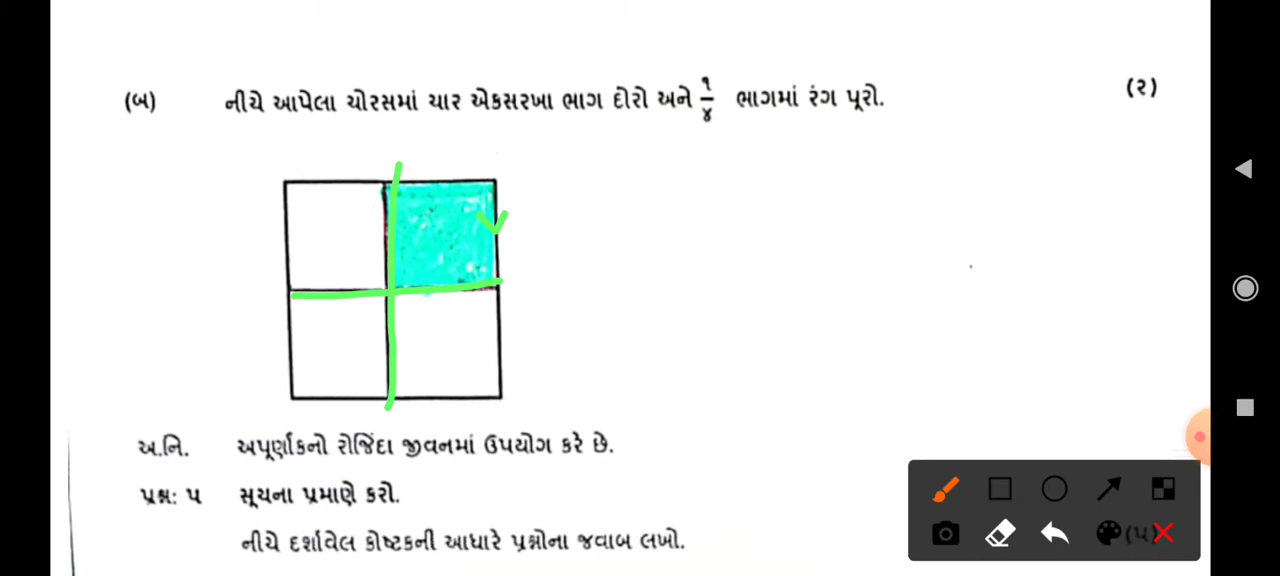 (બ) નીચે આપેલા ચોરસમાં ચાર એકસરખા ભાગ દોરો અને ૧/૪ ભાગમાં રંગ પૂરો. (૨)
અ.નિ. અપૂર્ણાકનો રોજિંદા જીવનમાં ઉપયોગ કરે છે.
પ્રશ્ન: ૫ સૂચના પ્રમાણે કરો. (૫)
નીચે દર્શાવેલ કોષ્ટકની આધારે પ્રશ્નોના જવાબ લખો.